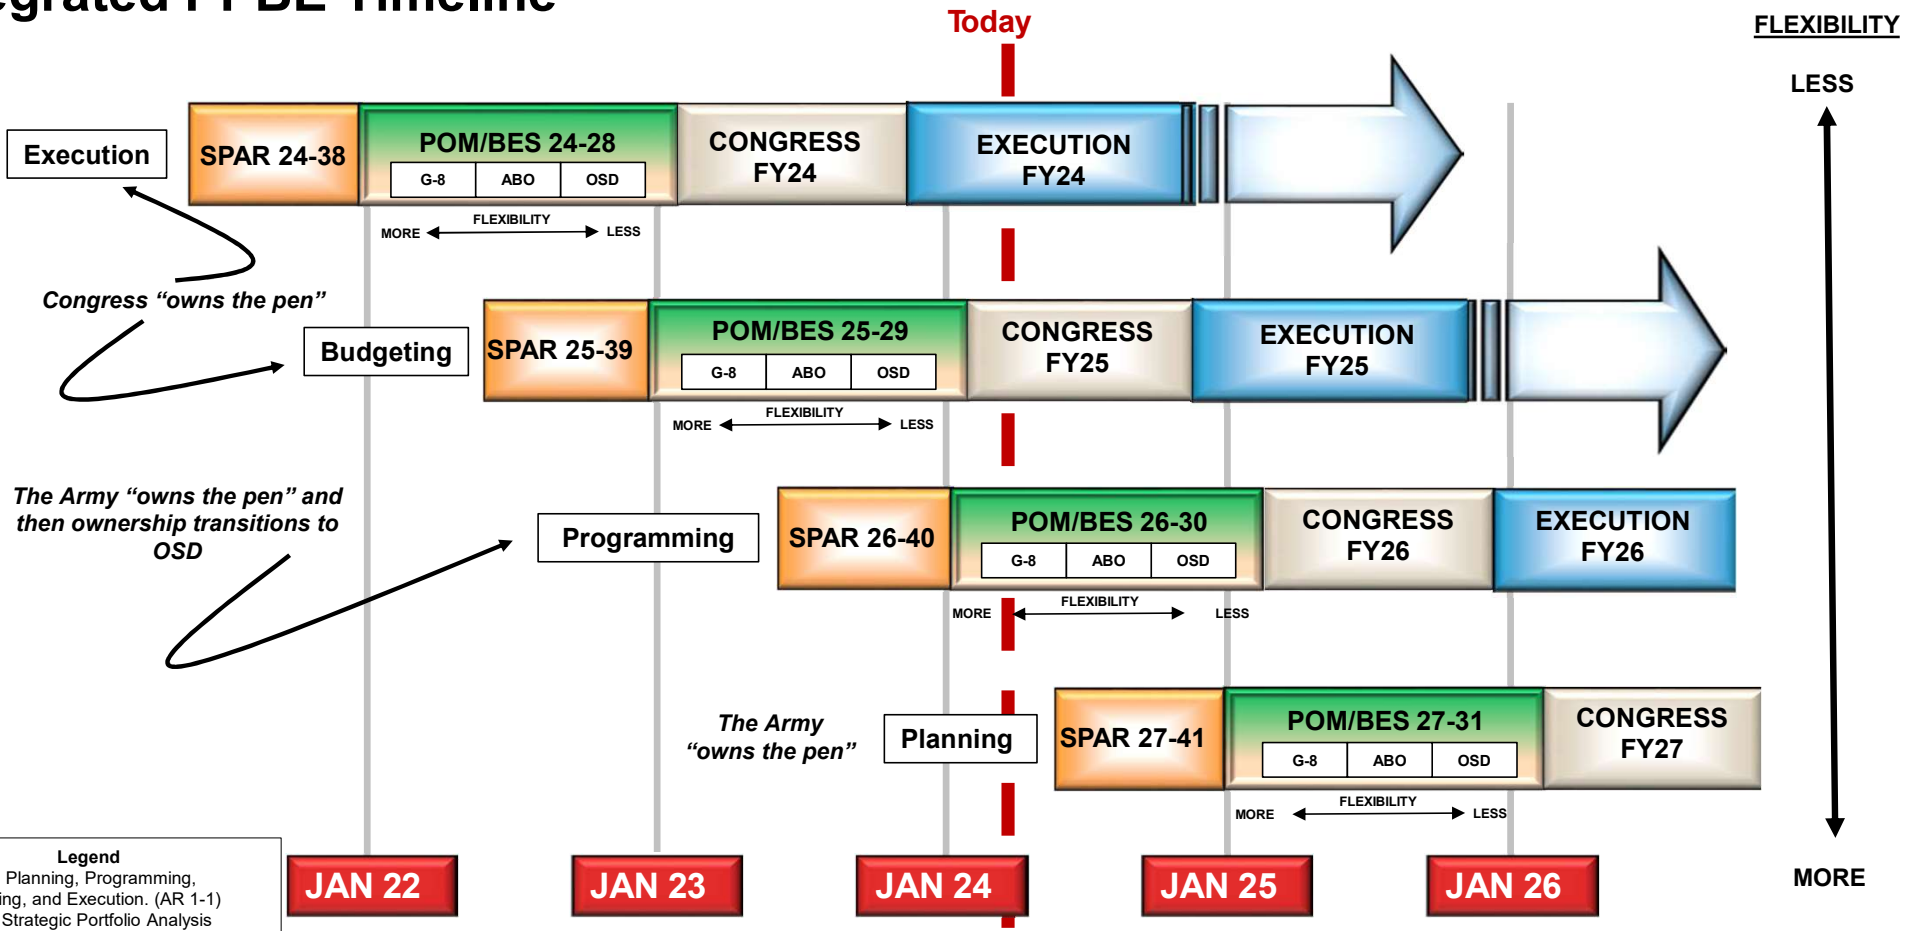 Timeline
Today
FLEXIBILITY
LESS
Execution
SPAR 24-38
POM/BES 24-28
G-8 ABO OSD
CONGRESS
FY24
EXECUTION
FY24
FLEXIBILITY
MORE LESS
Congress “owns the pen”
Budgeting
SPAR 25-39
POM/BES 25-29
G-8 ABO OSD
CONGRESS
FY25
EXECUTION
FY25
FLEXIBILITY
MORE LESS
The Army “owns the pen” and
then ownership transitions to
OSD
Programming
SPAR 26-40
POM/BES 26-30
G-8 ABO OSD
CONGRESS
FY26
EXECUTION
FY26
FLEXIBILITY
MORE LESS
The Army
“owns the pen”
Planning
SPAR 27-41
POM/BES 27-31
G-8 ABO OSD
CONGRESS
FY27
FLEXIBILITY
MORE LESS
Legend
Planning, Programming,
and Execution. (AR 1-1)
Strategic Portfolio Analysis
JAN 22
JAN 23
JAN 24
JAN 25
JAN 26
MORE